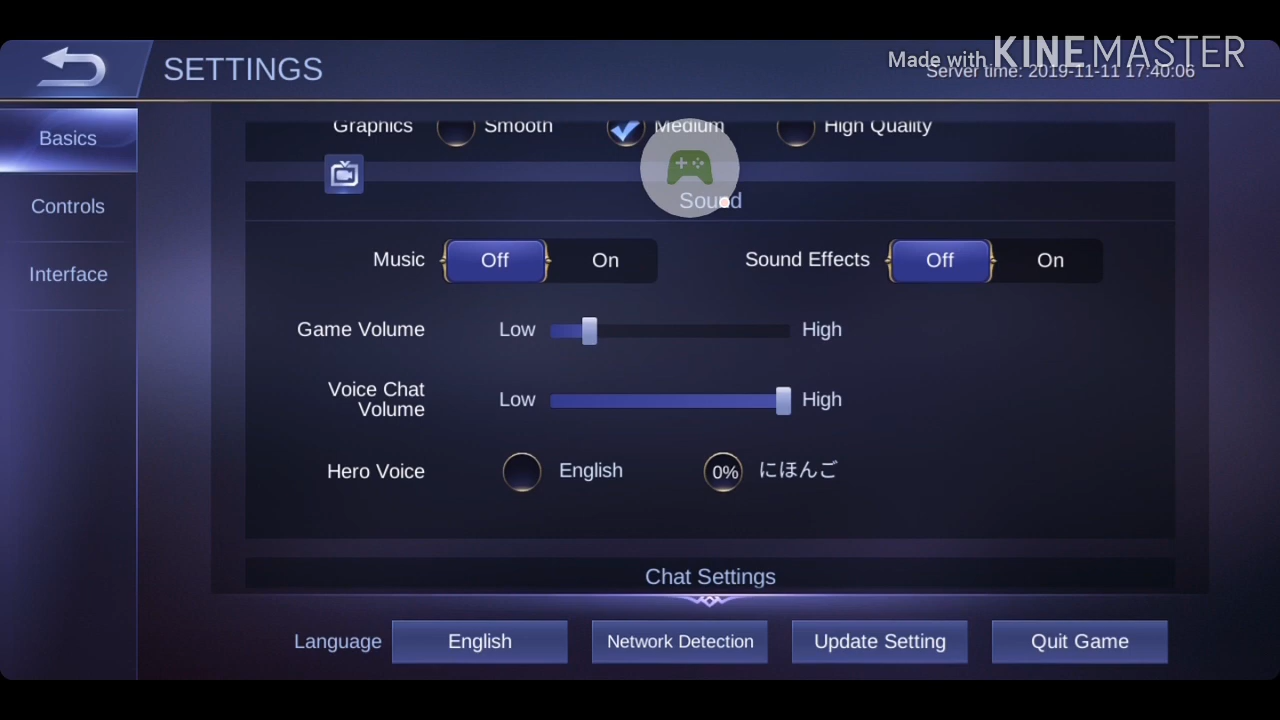 SETTINGS
Made with KINEMASTER
Server time: 2019-11-11 17:40:06
Basics
Controls
Interface
Graphics Smooth Medium High Quality
Sound
Music Off On Sound Effects Off On
Game Volume Low High
Voice Chat
Volume Low High
Hero Voice English 0% にほんご
Chat Settings
Language English Network Detection Update Setting Quit Game